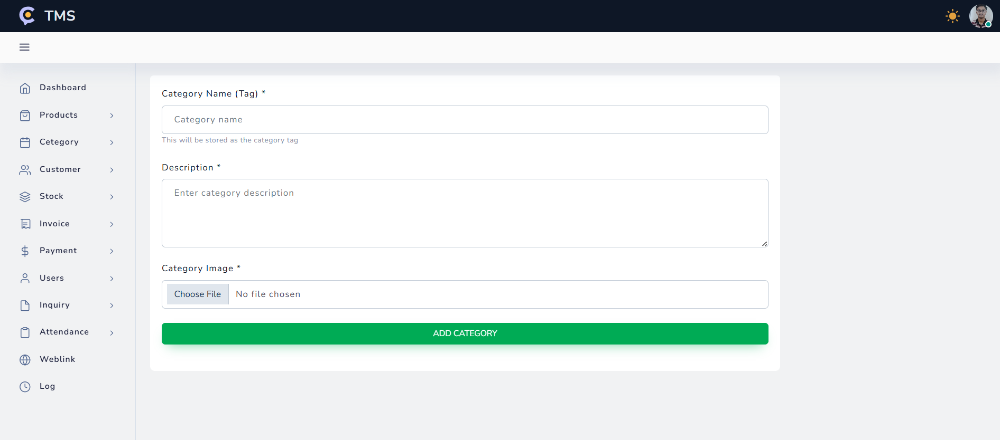 TMS
Dashboard
Products
Cetegory
Customer
Stock
Invoice
Payment
Users
Inquiry
Attendance
Weblink
Log
Category Name (Tag) *
Category name
This will be stored as the category tag
Description *
Enter category description
Category Image *
Choose File No file chosen
ADD CATEGORY